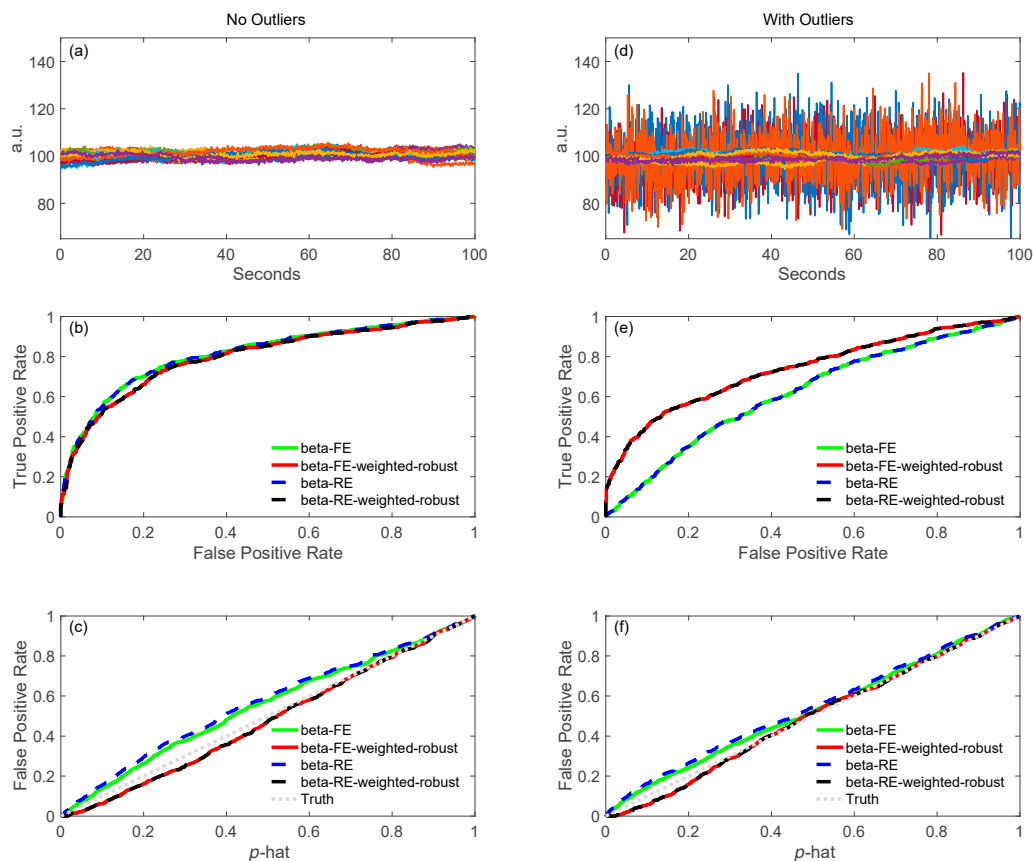 No Outliers
With Outliers
(a)
140
120
100
80
a.u.
0
20
40
60
80
100
Seconds
(d)
140
120
100
80
a.u.
0
20
40
60
80
100
Seconds
(b)
1
0.8
0.6
0.4
0.2
0
True Positive Rate
beta-FE
beta-FE-weighted-robust
beta-RE
beta-RE-weighted-robust
0
0.2
0.4
0.6
0.8
1
False Positive Rate
(e)
1
0.8
0.6
0.4
0.2
0
True Positive Rate
beta-FE
beta-FE-weighted-robust
beta-RE
beta-RE-weighted-robust
0
0.2
0.4
0.6
0.8
1
False Positive Rate
(c)
1
0.8
0.6
0.4
0.2
0
False Positive Rate
beta-FE
beta-FE-weighted-robust
beta-RE
beta-RE-weighted-robust
Truth
0
0.2
0.4
0.6
0.8
1
p-hat
(f)
1
0.8
0.6
0.4
0.2
0
False Positive Rate
beta-FE
beta-FE-weighted-robust
beta-RE
beta-RE-weighted-robust
Truth
0
0.2
0.4
0.6
0.8
1
p-hat